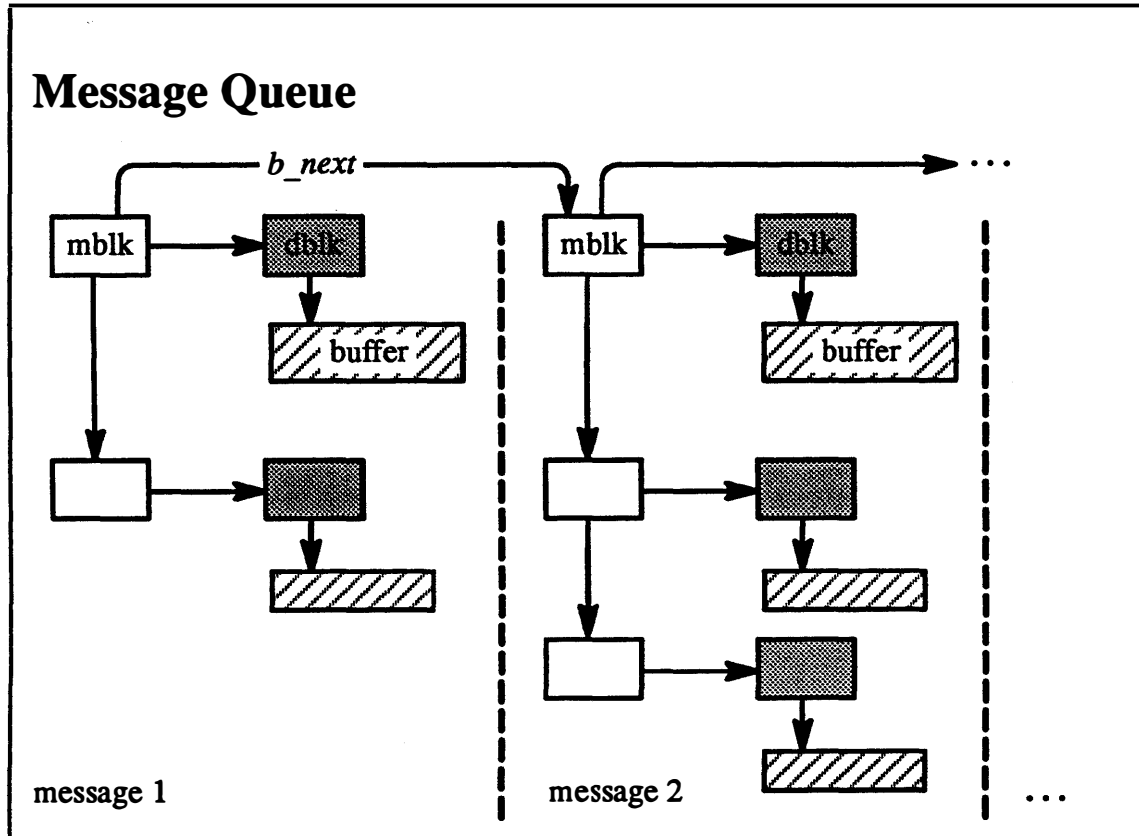 Message Queue
b_next
...
mblk
dblk
mblk
dblk
buffer
buffer
message 1
message 2
...